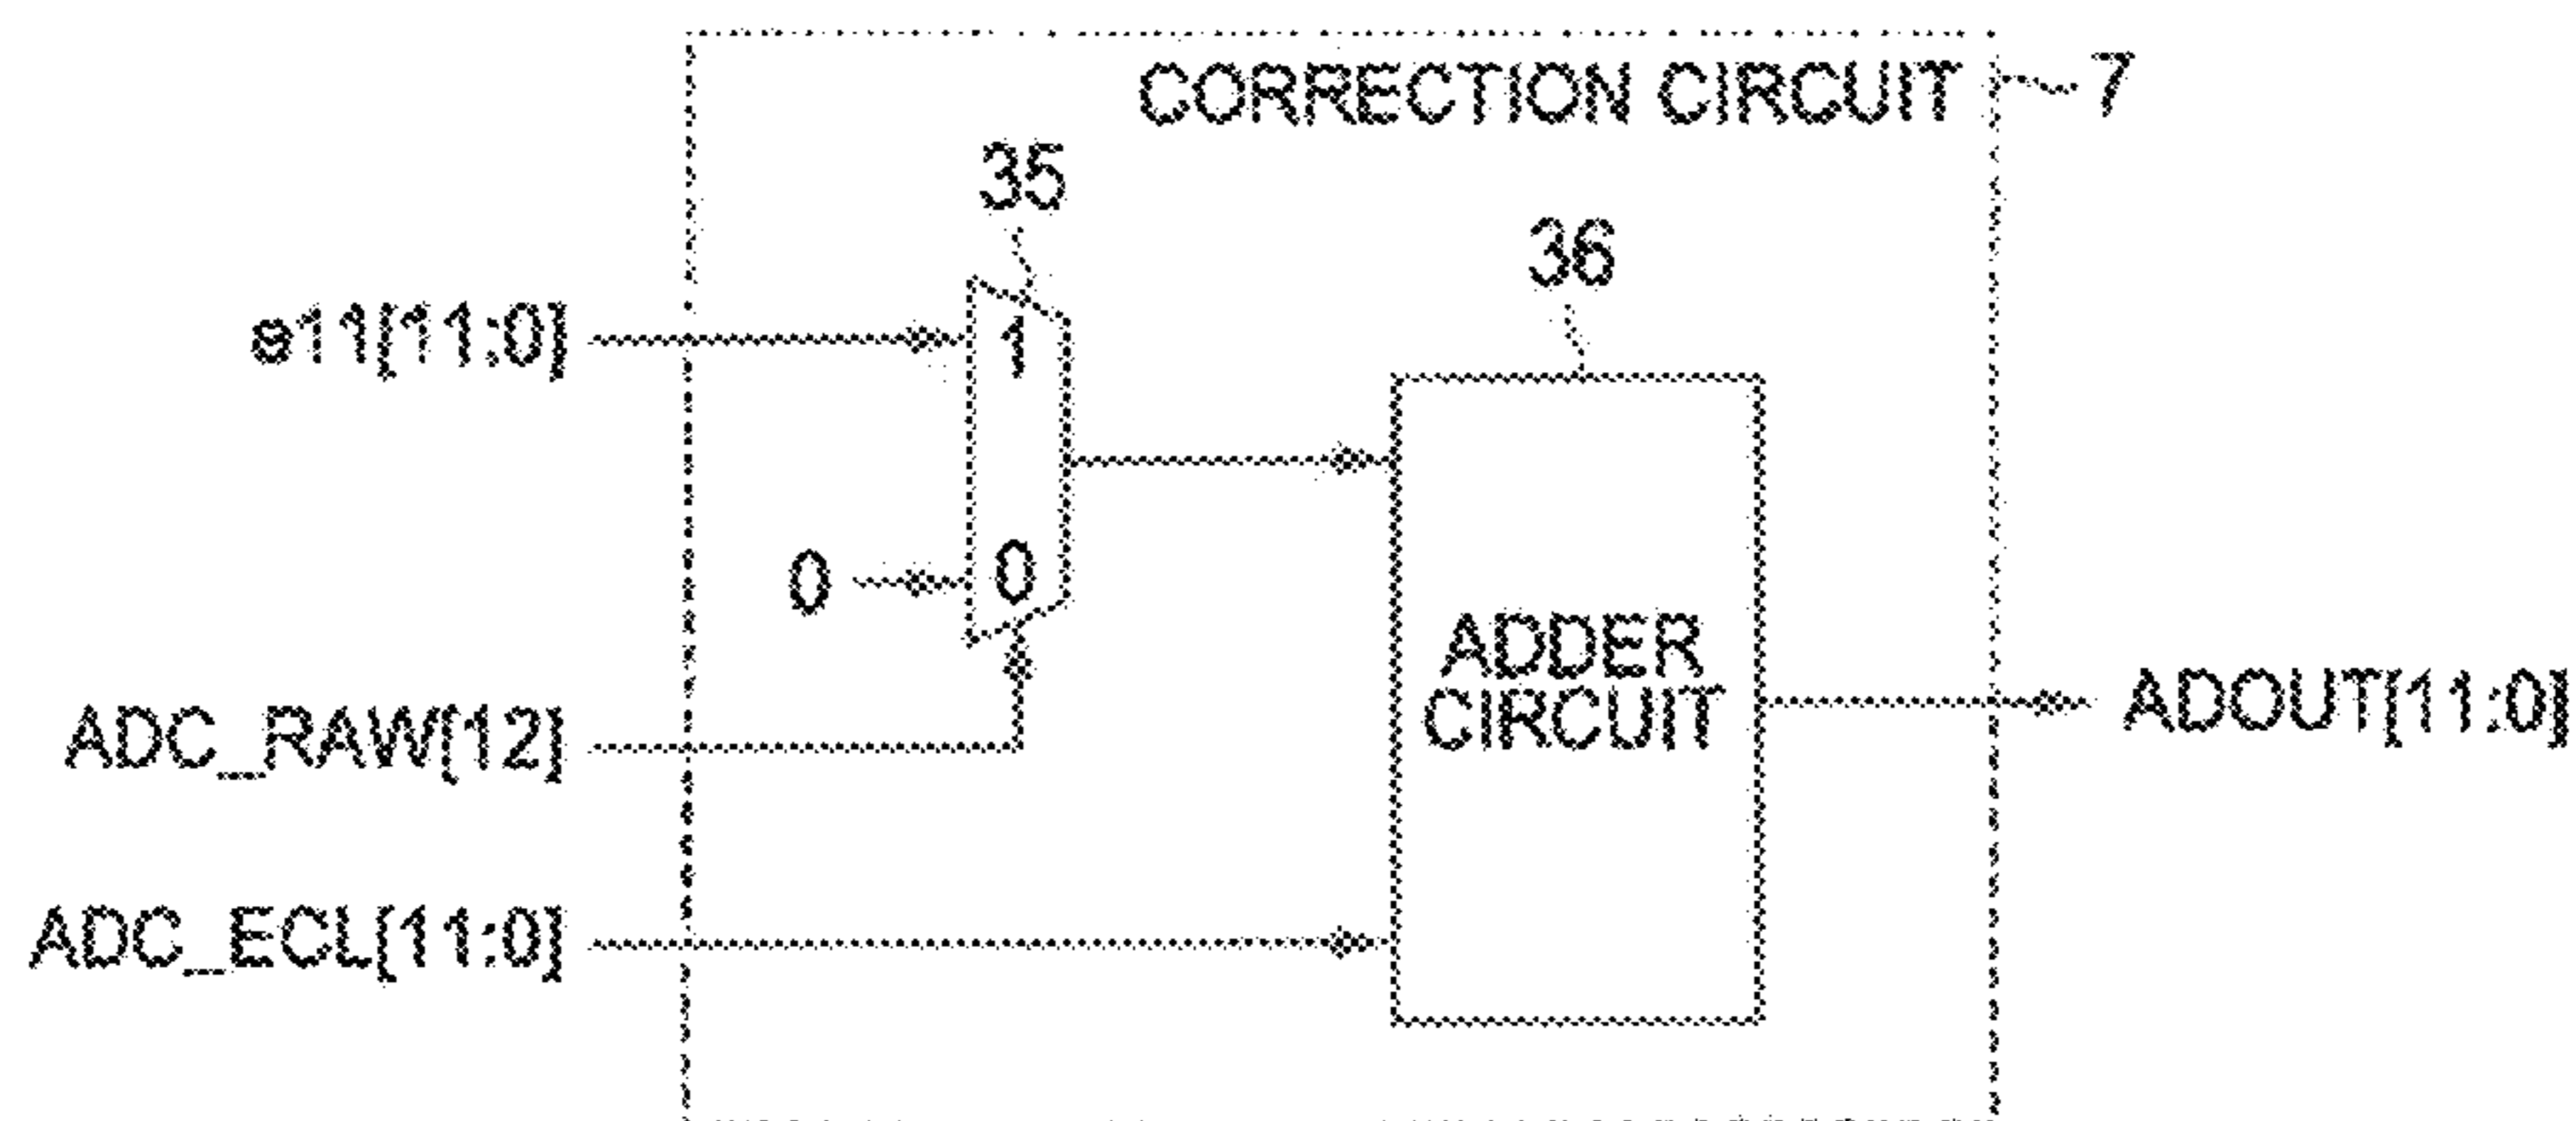 CORRECTION CIRCUIT
7
35
36
e11[11:0]
1
0
0
ADDER
CIRCUIT
ADC_RAW[12]
ADOUT[11:0]
ADC_ECL[11:0]